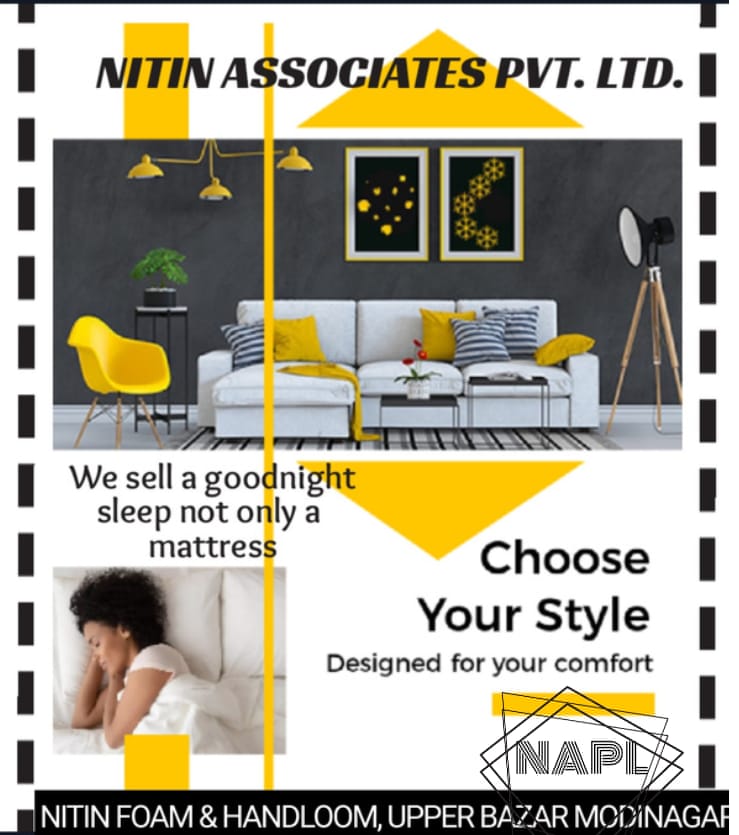 NITIN ASSOCIATES PVT. LTD.
We sell a goodnight
sleep not only a
mattress
Choose
Your Style
Designed for your comfort
NAPL
NITIN FOAM & HANDLOOM, UPPER BAZAR MODINAGAR